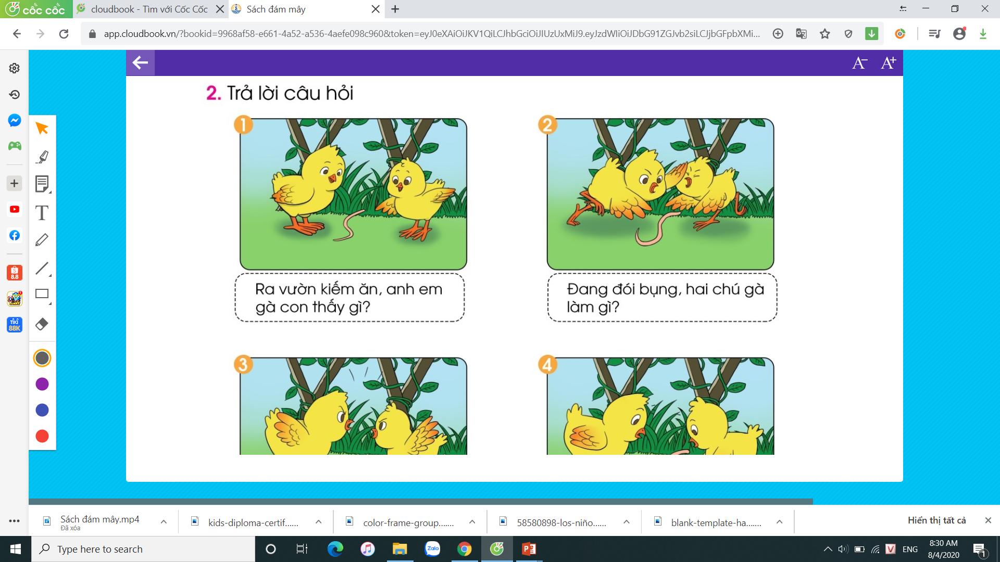 cốc cốc
cloudbook - Tìm với Cốc Cốc
Sách đám mây
app.cloudbook.vn/?bookid=9968af58-e661-4a52-a536-4aefe098c960&token=eyJ0eXAiOiJKV1QiLCJhbGciOiJIUzUxMiJ9.eyJzdWIiOiJDbG91ZGJvb2siLCJjbGFpbXMi...
A- A+
2. Trả lời câu hỏi
1
2
Ra vườn kiếm ăn, anh em
gà con thấy gì?
Đang đói bụng, hai chú gà
làm gì?
3
4
T
8.8
TIKI
88K
Sách đám mây.mp4
Đã xóa
kids-diploma-certif......
color-frame-group.......
58580898-los-niño......
blank-template-ha.......
Hiển thị tất cả
Type here to search
Zalo
V
ENG
8:30 AM
8/4/2020
1